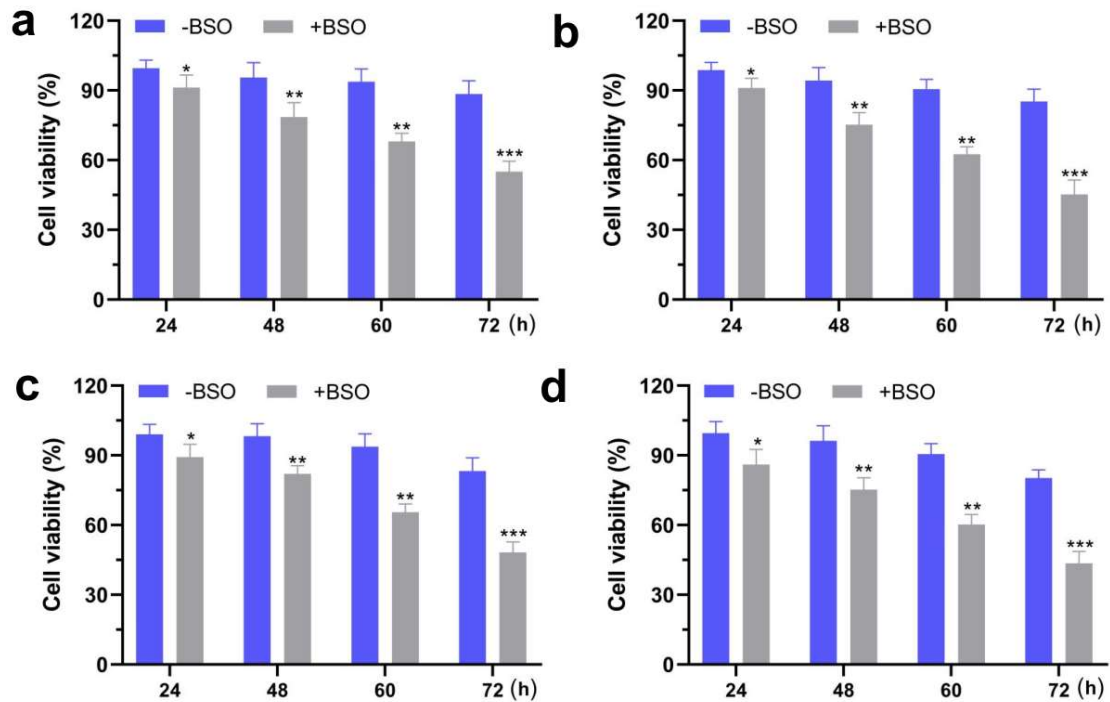 a
-BSO +BSO
Cell viability (%)
120
*
90
**
**
60
***
30
0
24 48 60 72 (h)
b
-BSO +BSO
Cell viability (%)
120
*
90
**
**
60
***
30
0
24 48 60 72 (h)
c
-BSO +BSO
Cell viability (%)
120
*
90
**
**
60
***
30
0
24 48 60 72 (h)
d
-BSO +BSO
Cell viability (%)
120
*
90
**
**
60
***
30
0
24 48 60 72 (h)